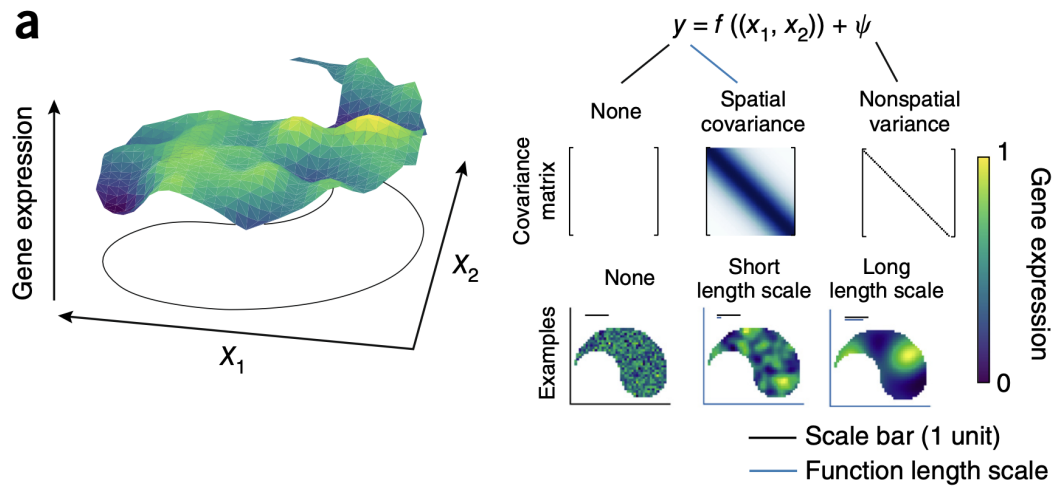 a
Gene expression
x1
x2
y = f ((x1, x2)) + ψ
None
Spatial
covariance
Nonspatial
variance
Covariance
matrix
None
Short
length scale
Long
length scale
Examples
1
0
Gene expression
Scale bar (1 unit)
Function length scale